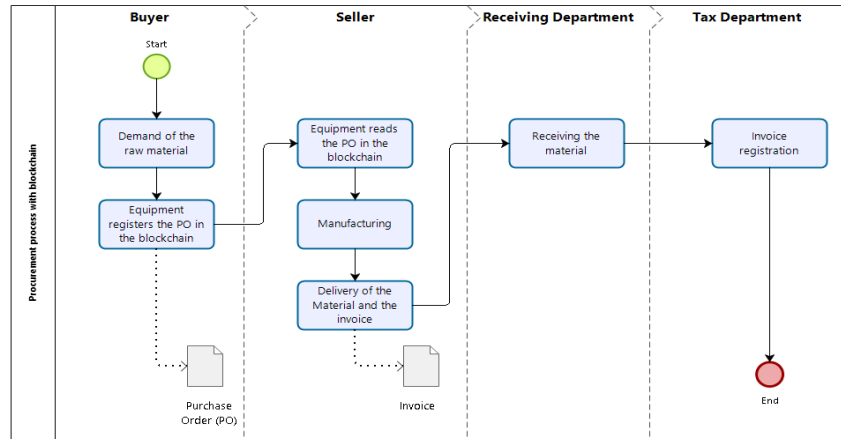 Buyer
Seller
Receiving Department
Tax Department
Procurement process with blockchain
Start
Demand of the
raw material
Equipment
registers the PO in
the blockchain
Purchase
Order (PO)
Equipment reads
the PO in the
blockchain
Manufacturing
Delivery of the
Material and the
invoice
Invoice
Receiving the
material
Invoice
registration
End